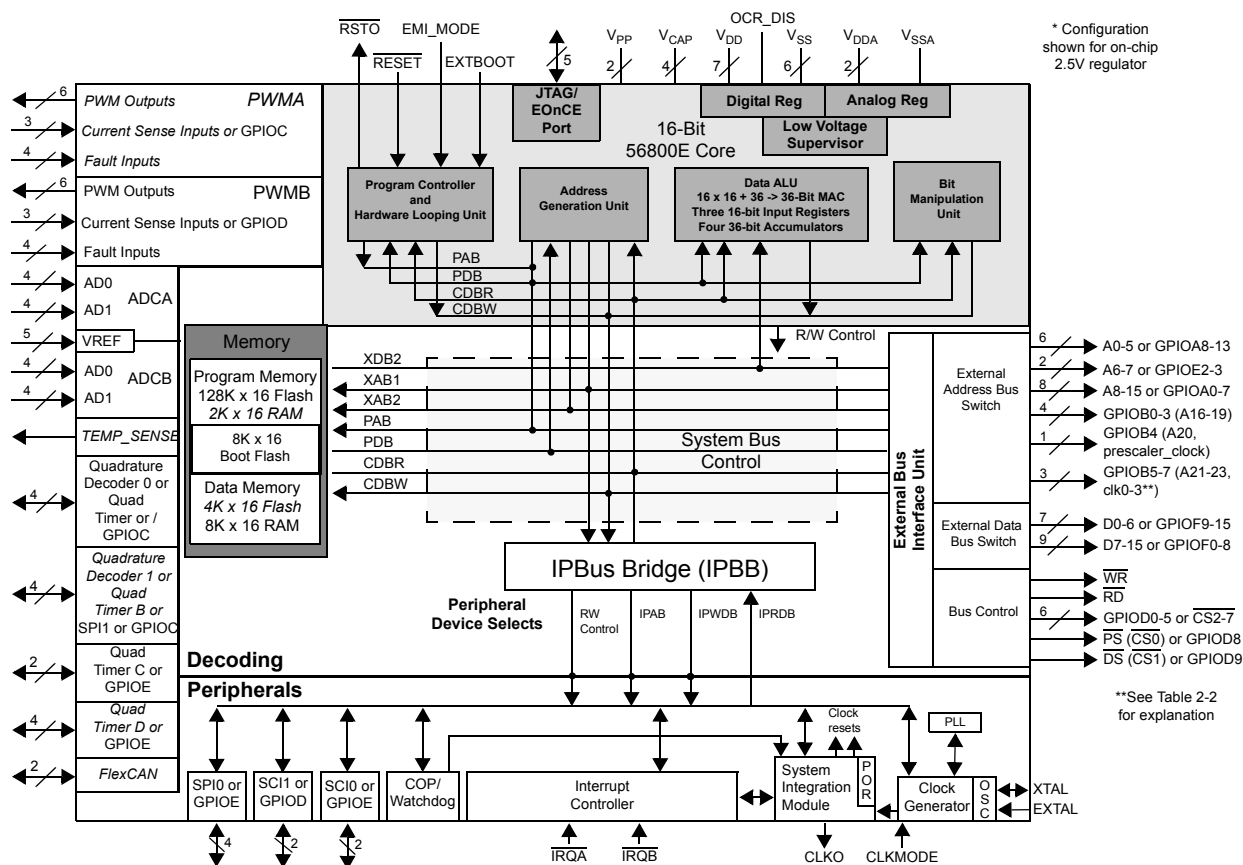 RSTO
EMI_MODE
RESET
EXTBOOT
5
VPP
2
VCAP
4
VDD
7
OCR_DIS
VSS
6
VDDA
2
VSSA
* Configuration
shown for on-chip
2.5V regulator
6
PWM Outputs
PWMA
3
Current Sense Inputs or GPIOC
4
Fault Inputs
6
PWM Outputs
PWMB
3
Current Sense Inputs or GPIOD
4
Fault Inputs
JTAG/
EOnCE
Port
Digital Reg
Analog Reg
Low Voltage
Supervisor
16-Bit
56800E Core
Program Controller
and
Hardware Looping Unit
Address
Generation Unit
Data ALU
16 x 16 + 36 -> 36-Bit MAC
Three 16-bit Input Registers
Four 36-bit Accumulators
Bit
Manipulation
Unit
PAB
PDB
CDBR
CDBW
4
AD0
4
AD1
ADCA
5
VREF
4
AD0
4
AD1
ADCB
TEMP_SENSE
4
Quadrature
Decoder 0 or
Quad
Timer or /
GPIOC
4
Quadrature
Decoder 1 or
Quad
Timer B or
SPI1 or GPIOC
2
Quad
Timer C or
GPIOE
4
Quad
Timer D or
GPIOE
2
FlexCAN
Memory
Program Memory
128K x 16 Flash
2K x 16 RAM
8K x 16
Boot Flash
Data Memory
4K x 16 Flash
8K x 16 RAM
R/W Control
XDB2
XAB1
XAB2
PAB
PDB
CDBR
CDBW
System Bus
Control
External Bus
Interface Unit
External
Address Bus
Switch
External Data
Bus Switch
Bus Control
6
A0-5 or GPIOA8-13
2
A6-7 or GPIOE2-3
8
A8-15 or GPIOA0-7
4
GPIOB0-3 (A16-19)
1
GPIOB4 (A20,
prescaler_clock)
3
GPIOB5-7 (A21-23,
clk0-3**)
7
D0-6 or GPIOF9-15
9
D7-15 or GPIOF0-8
WR
RD
6
GPIOD0-5 or CS2-7
PS (CS0) or GPIOD8
DS (CS1) or GPIOD9
**See Table 2-2
for explanation
IPBus Bridge (IPBB)
Peripheral
Device Selects
RW
Control
IPAB
IPWDB
IPRDB
Decoding
Peripherals
Clock
resets
PLL
SPI0 or
GPIOE
SCI1 or
GPIOD
SCI0 or
GPIOE
COP/
Watchdog
Interrupt
Controller
System
Integration
Module
POR
Clock
Generator
OSC
XTAL
EXTAL
4
2
2
IRQA
IRQB
CLKO
CLKMODE